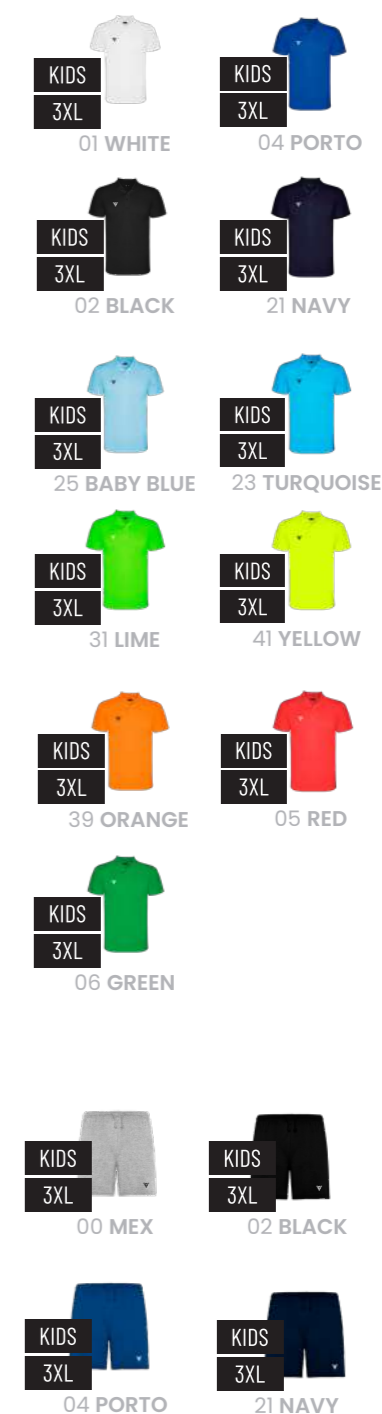 KIDS
3XL
01 WHITE
KIDS
3XL
04 PORTO
KIDS
3XL
02 BLACK
KIDS
3XL
21 NAVY
KIDS
3XL
25 BABY BLUE
KIDS
3XL
23 TURQUOISE
KIDS
3XL
31 LIME
KIDS
3XL
41 YELLOW
KIDS
3XL
39 ORANGE
KIDS
3XL
05 RED
KIDS
3XL
06 GREEN
KIDS
3XL
00 MEX
KIDS
3XL
02 BLACK
KIDS
3XL
04 PORTO
KIDS
3XL
21 NAVY